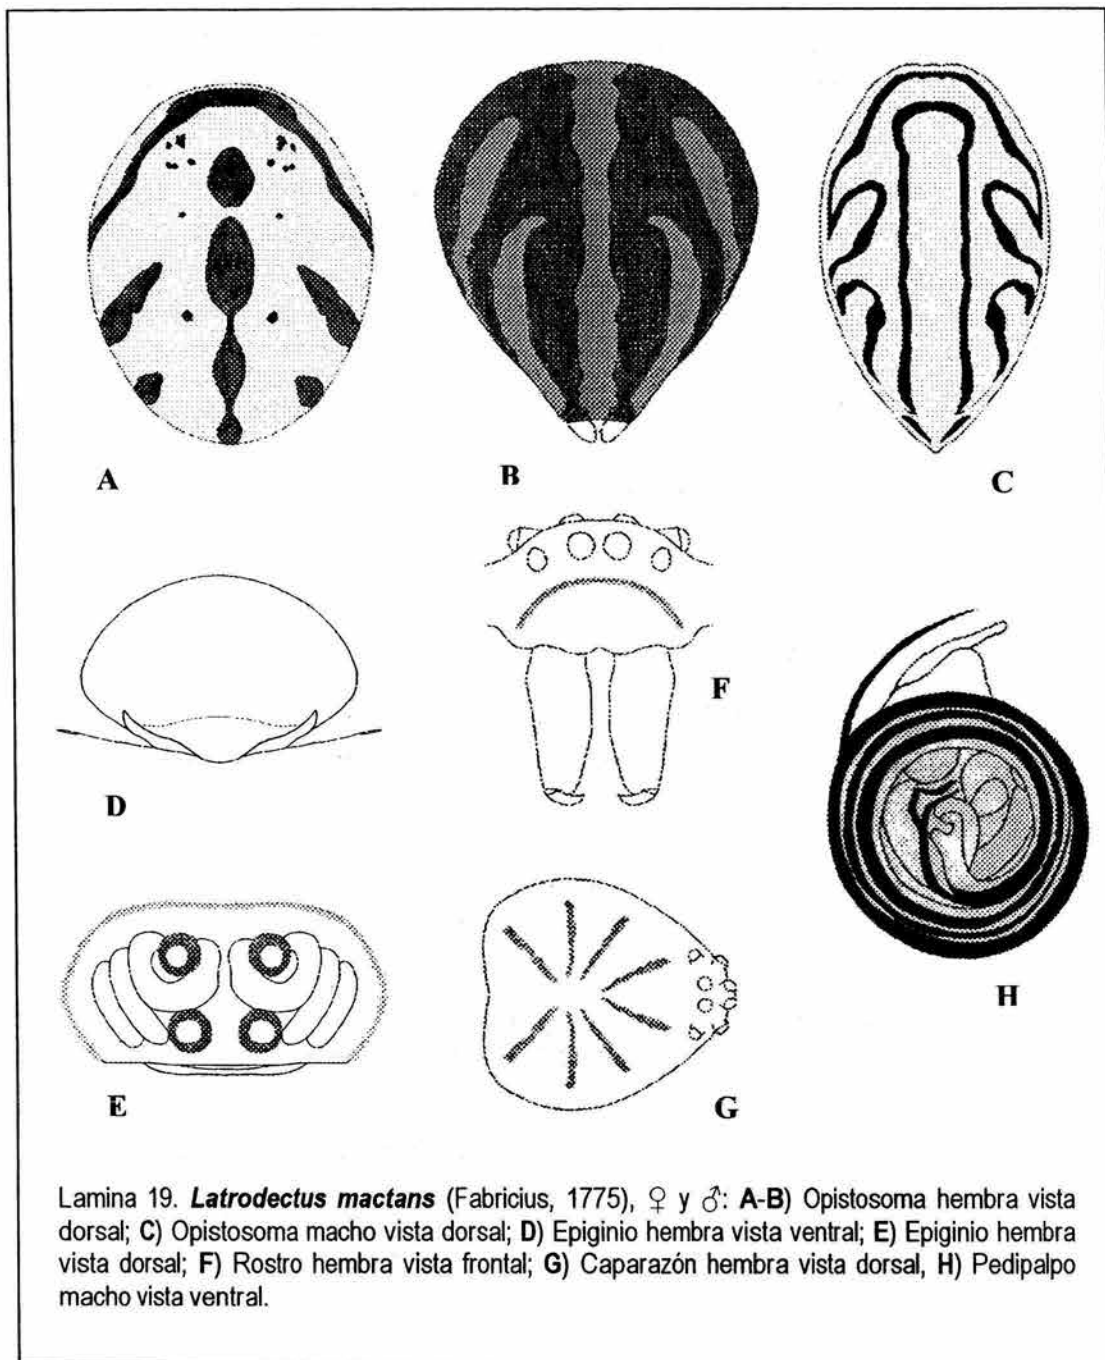 A
B
C
D
F
E
G
H
Lamina 19. Latrodectus mactans (Fabricius, 1775), ♀ y ♂: A-B) Opistosoma hembra vista
dorsal; C) Opistosoma macho vista dorsal; D) Epiginio hembra vista ventral; E) Epiginio hembra
vista dorsal; F) Rostro hembra vista frontal; G) Caparazón hembra vista dorsal, H) Pedipalpo
macho vista ventral.